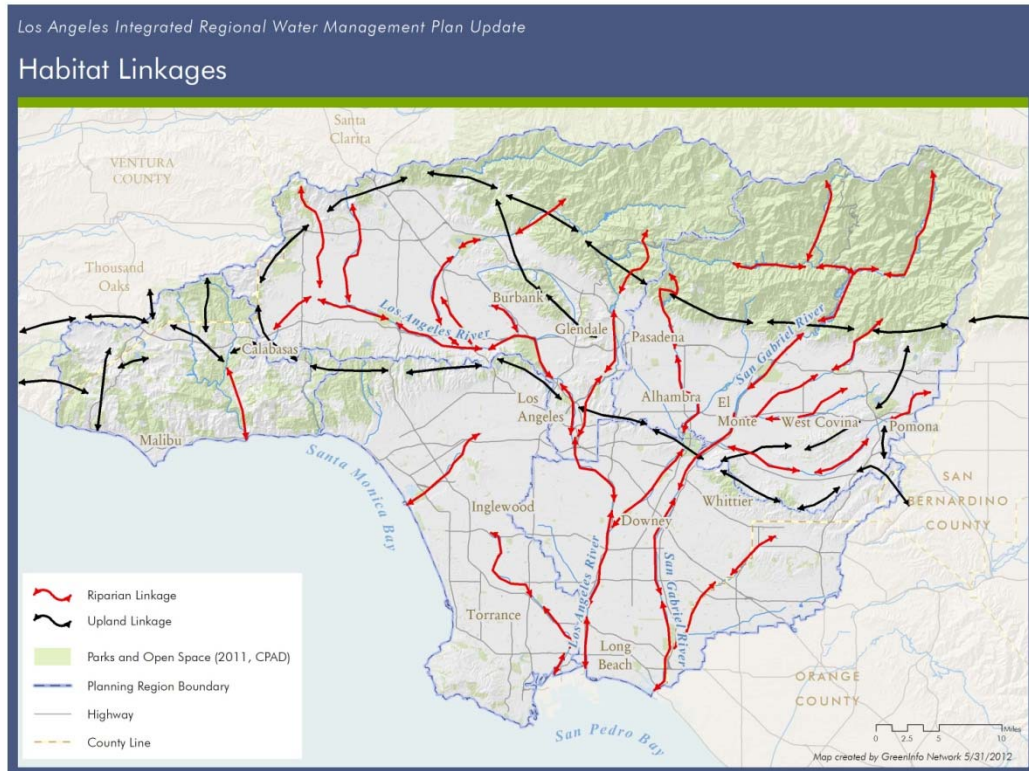 Los Angeles Integrated Regional Water Management Plan Update
Habitat Linkages
Santa
Clarita
VENTURA
COUNTY
Thousand
Oaks
Burbank
Los Angeles River
Glendale
Pasadena
San Gabriel River
Calabasas
Los
Angeles
Alhambra
El
Monte
West Covina
Pomona
Malibu
Santa Monica Bay
SAN
BERNARDINO
COUNTY
Inglewood
Downey
Whittier
Los Angeles River
San Gabriel River
Torrance
Long
Beach
ORANGE
COUNTY
San Pedro Bay
Riparian Linkage
Upland Linkage
Parks and Open Space (2011, CPAD)
Planning Region Boundary
Highway
County Line
Miles
0 2.5 5 10
Map created by GreenInfo Network 5/31/2012